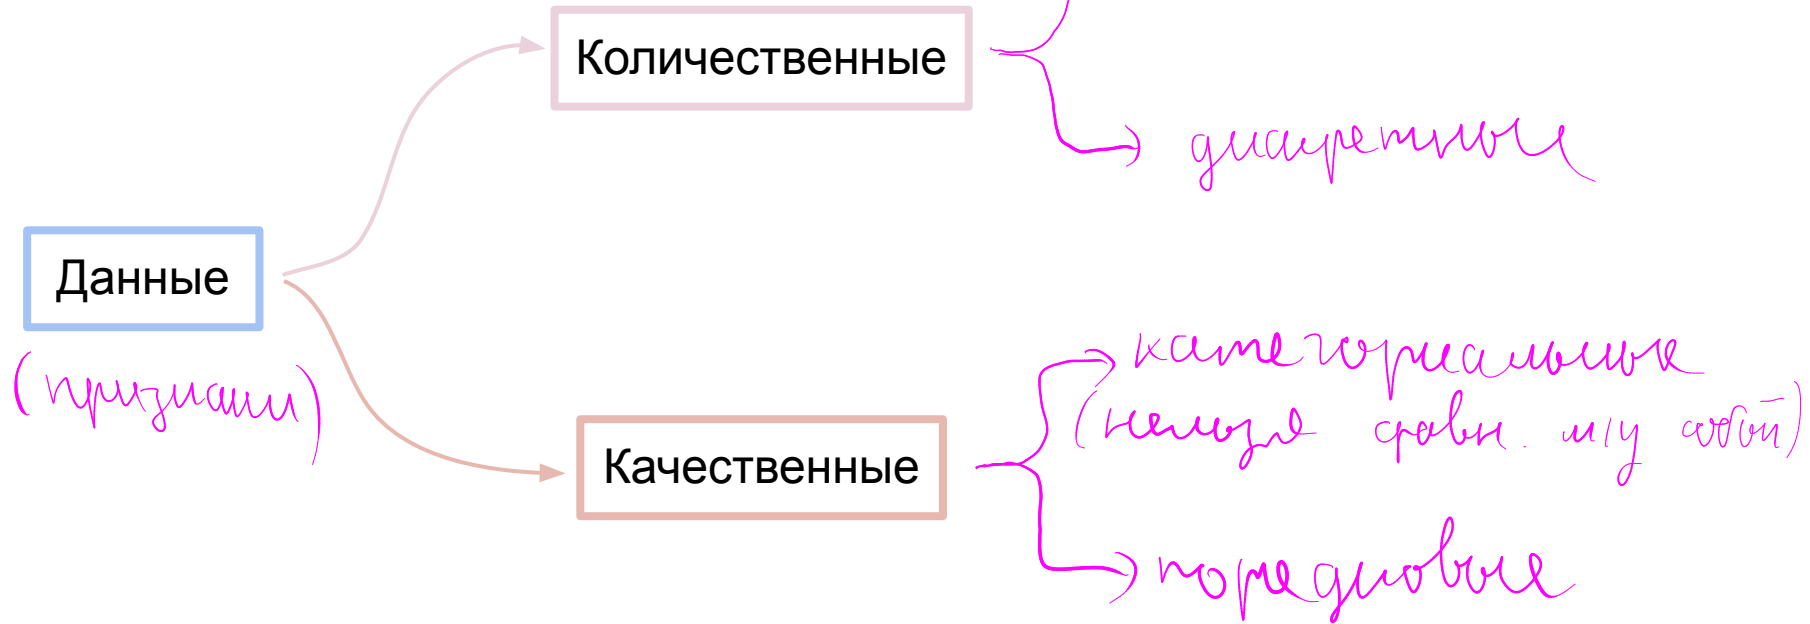 Количественные
дискретные
Данные
(признаки)
категориальные
(нельзя сравн. м/у собой)
Качественные
порядковые